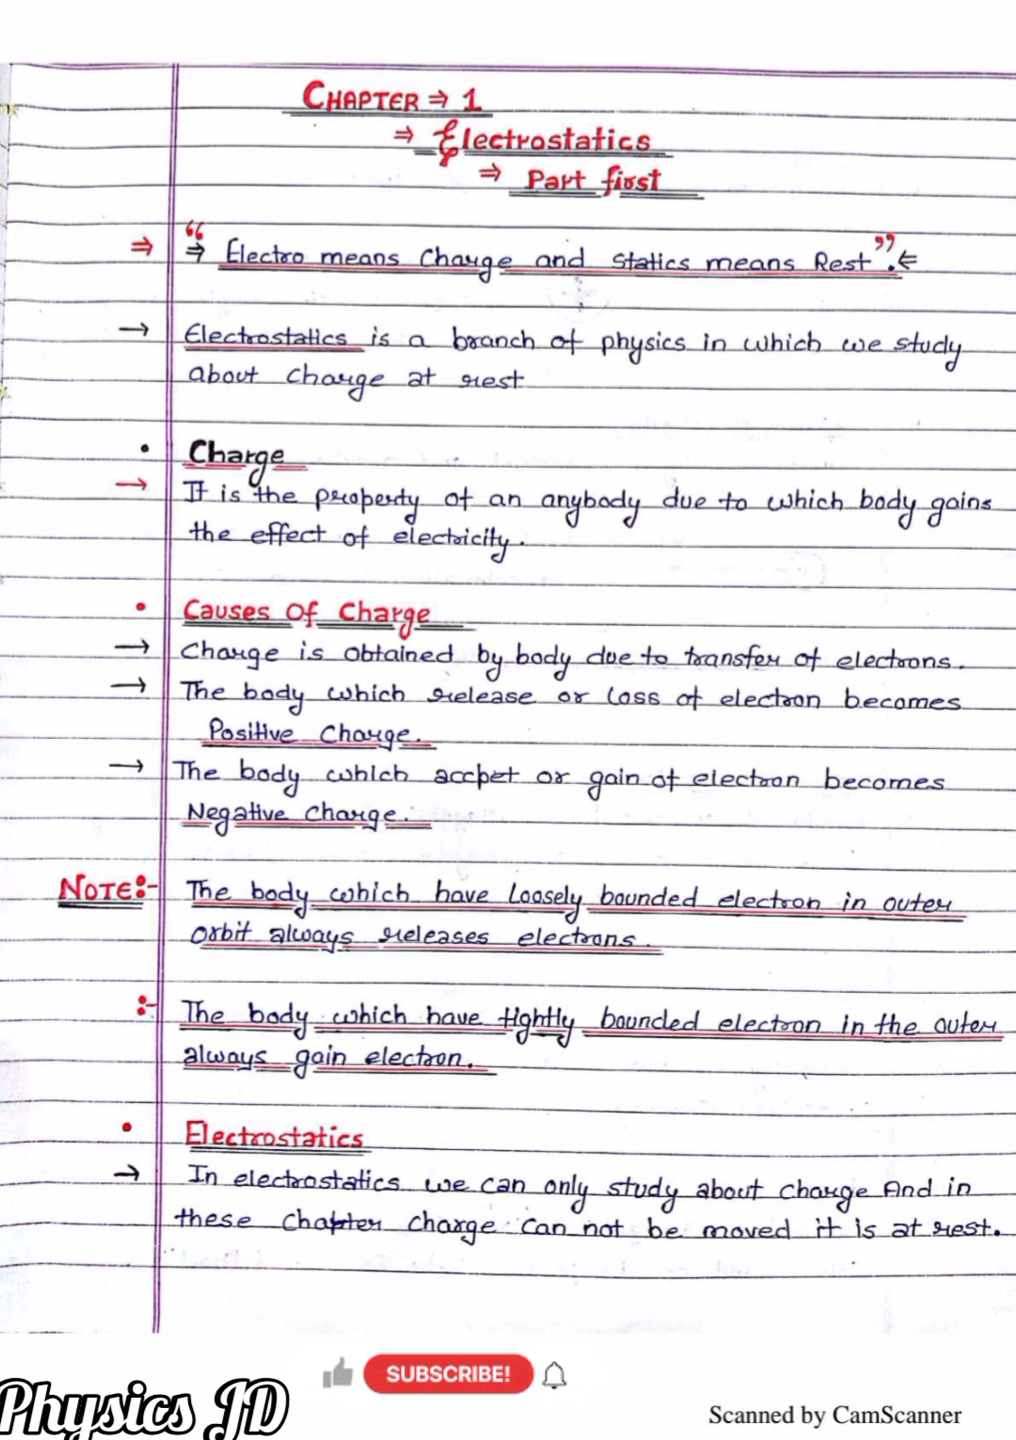 CHAPTER ⇒ 1
⇒ Electrostatics
⇒ Part first
⇒ “ ⇒ Electro means Charge and Statics means Rest ”. ⇐
→ Electrostatics is a branch of physics in which we study
about charge at rest
• Charge
→ It is the property of an anybody due to which body gains
the effect of electricity.
• Causes Of Charge
→ Charge is obtained by body due to transfer of electrons.
→ The body which release or loss of electron becomes
Positive Charge.
→ The body which accpet or gain of electron becomes
Negative Charge.
NOTE:- The body which have Loosely bounded electron in outer
orbit always releases electrons.
:- The body which have tightly bounded electron in the outer
always gain electron.
• Electrostatics
→ In electrostatics we can only study about charge And in
these chapter charge can not be moved it is at rest.
SUBSCRIBE!
Physics JD
Scanned by CamScanner